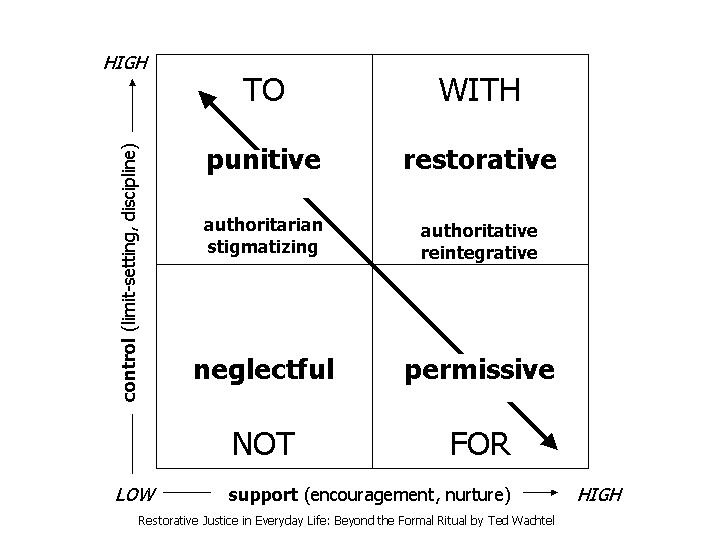 HIGH
TO
WITH
punitive
restorative
authoritarian
stigmatizing
authoritative
reintegrative
control (limit-setting, discipline)
neglectful
permissive
NOT
FOR
LOW
support (encouragement, nurture)
HIGH
Restorative Justice in Everyday Life: Beyond the Formal Ritual by Ted Wachtel